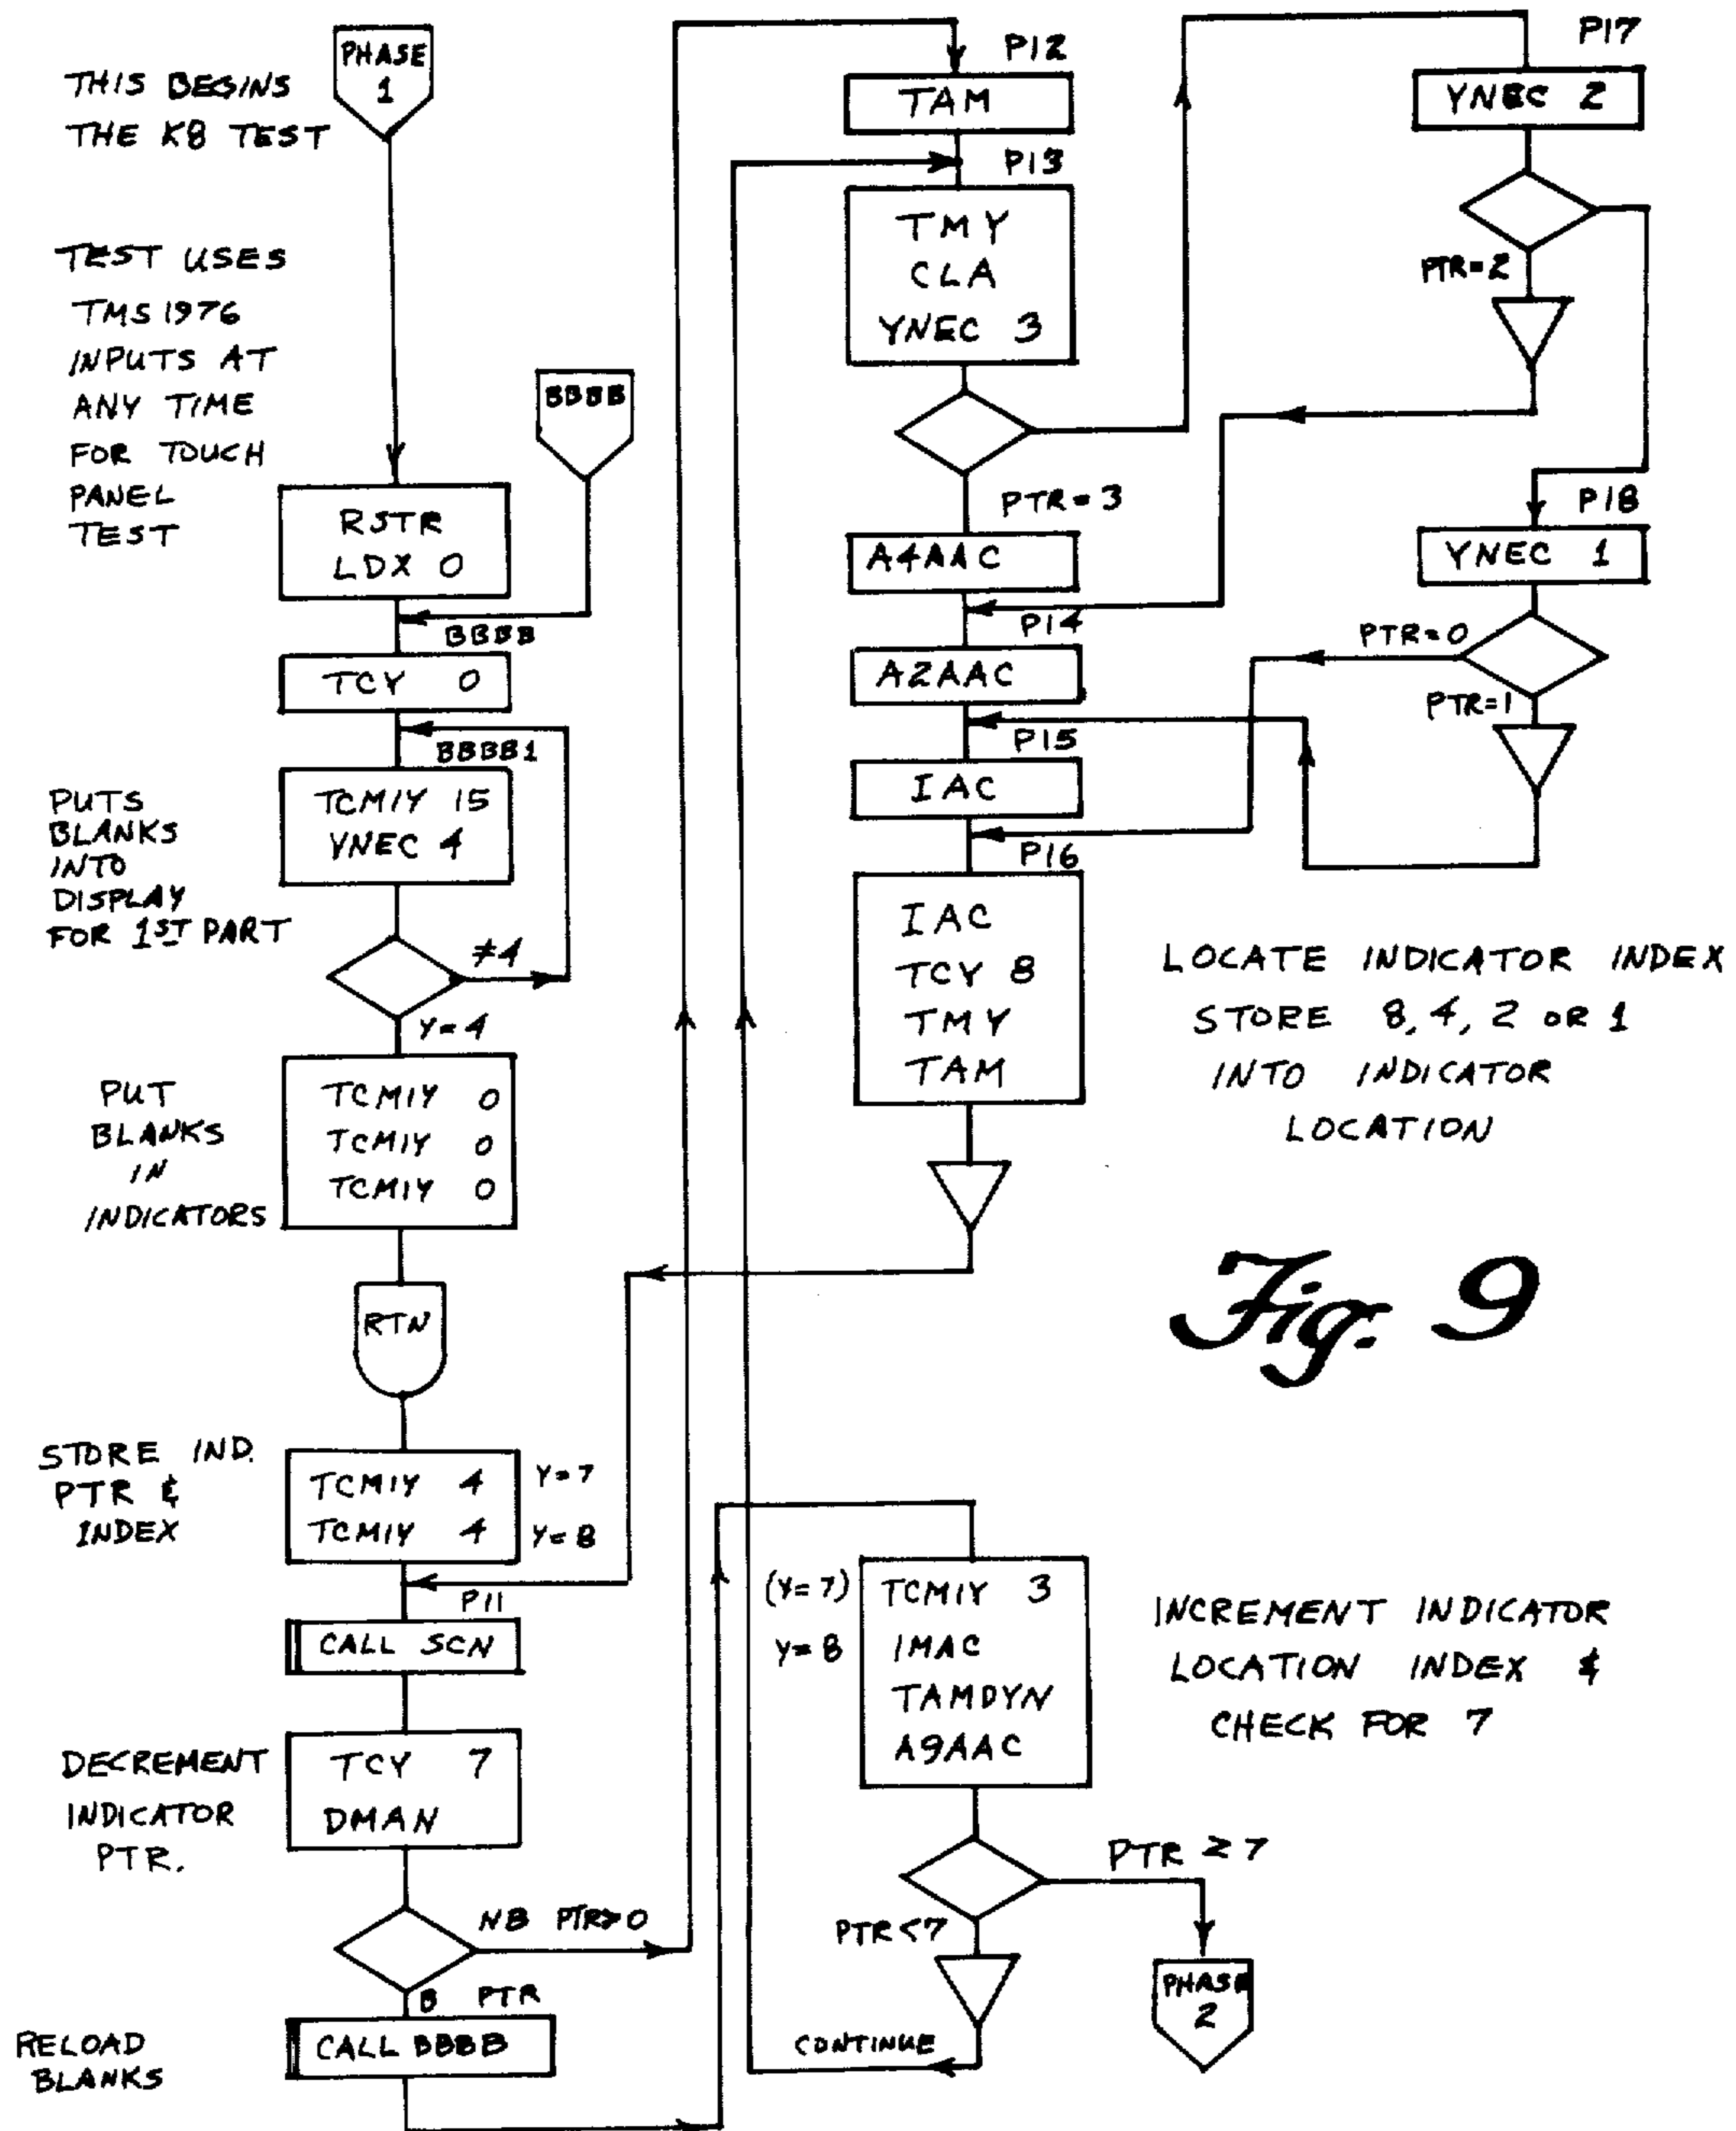 PHASE
1
THIS BEGINS
THE K8 TEST
TEST USES
TMS 1976
INPUTS AT
ANY TIME
FOR TOUCH
PANEL
TEST
BBBB
RSTR
LDX 0
BBBB
TCY 0
BBBB1
TCMIY 15
YNEC 4
PUTS
BLANKS
INTO
DISPLAY
FOR 1ST PART
≠4
Y=4
PUT
BLANKS
IN
INDICATORS
TCMIY 0
TCMIY 0
TCMIY 0
RTN
STORE IND.
PTR &
INDEX
TCMIY 4 Y=7
TCMIY 4 Y=8
P11
CALL SCN
DECREMENT
INDICATOR
PTR.
TCY 7
DMAN
NB PTR>0
B PTR
RELOAD
BLANKS
CALL BBBB
P12
TAM
P13
TMY
CLA
YNEC 3
PTR=3
A4AAC
P14
A2AAC
P15
IAC
P16
IAC
TCY 8
TMY
TAM
P17
YNEC 2
PTR=2
P18
YNEC 1
PTR=0
PTR=1
LOCATE INDICATOR INDEX
STORE 8, 4, 2 OR 1
INTO INDICATOR
LOCATION
Fig. 9
(Y=7) TCMIY 3
Y=8 IMAC
TAMDYN
A9AAC
INCREMENT INDICATOR
LOCATION INDEX &
CHECK FOR 7
PTR ≥ 7
PTR<7
PHASE
2
CONTINUE